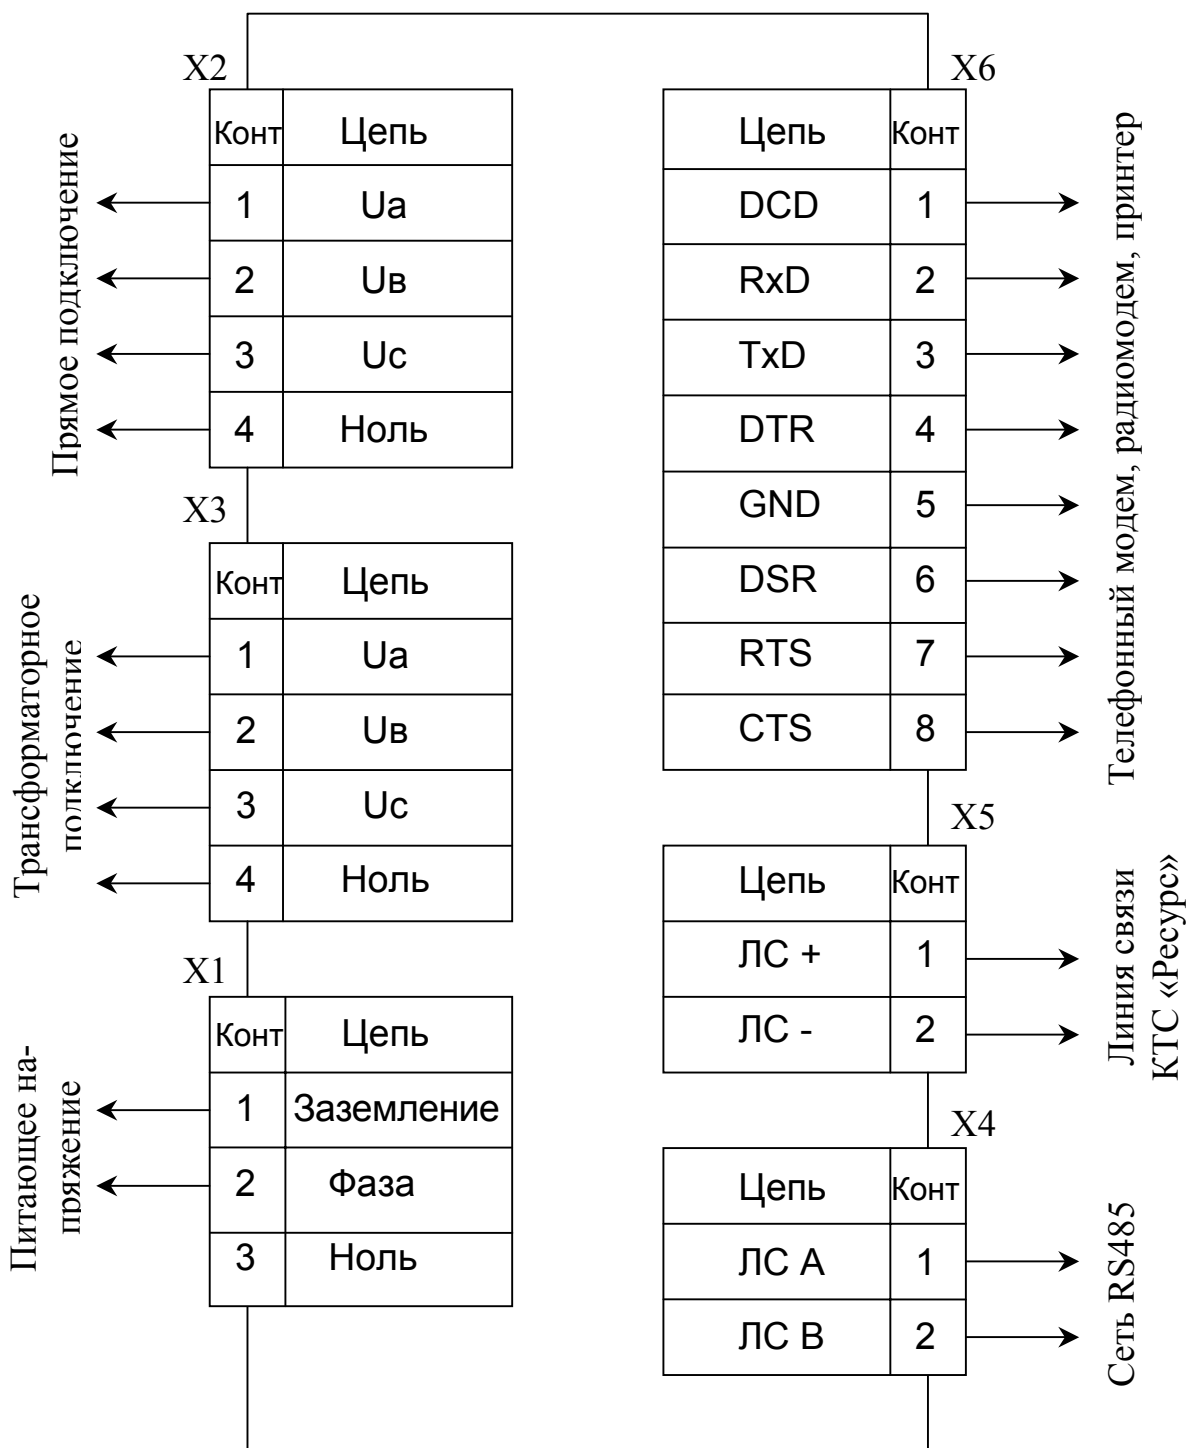 X2
Конт Цепь
1 Uа
2 Uв
3 Uс
4 Ноль
Прямое подключение
X3
Конт Цепь
1 Uа
2 Uв
3 Uс
4 Ноль
Трансформаторное
подключение
X1
Конт Цепь
1 Заземление
2 Фаза
3 Ноль
Питающее на-
пряжение
X6
Цепь Конт
DCD 1
RxD 2
TxD 3
DTR 4
GND 5
DSR 6
RTS 7
CTS 8
Телефонный модем, радиомодем, принтер
X5
Цепь Конт
ЛС + 1
ЛС - 2
Линия связи
КТС «Ресурс»
X4
Цепь Конт
ЛС А 1
ЛС В 2
Сеть RS485